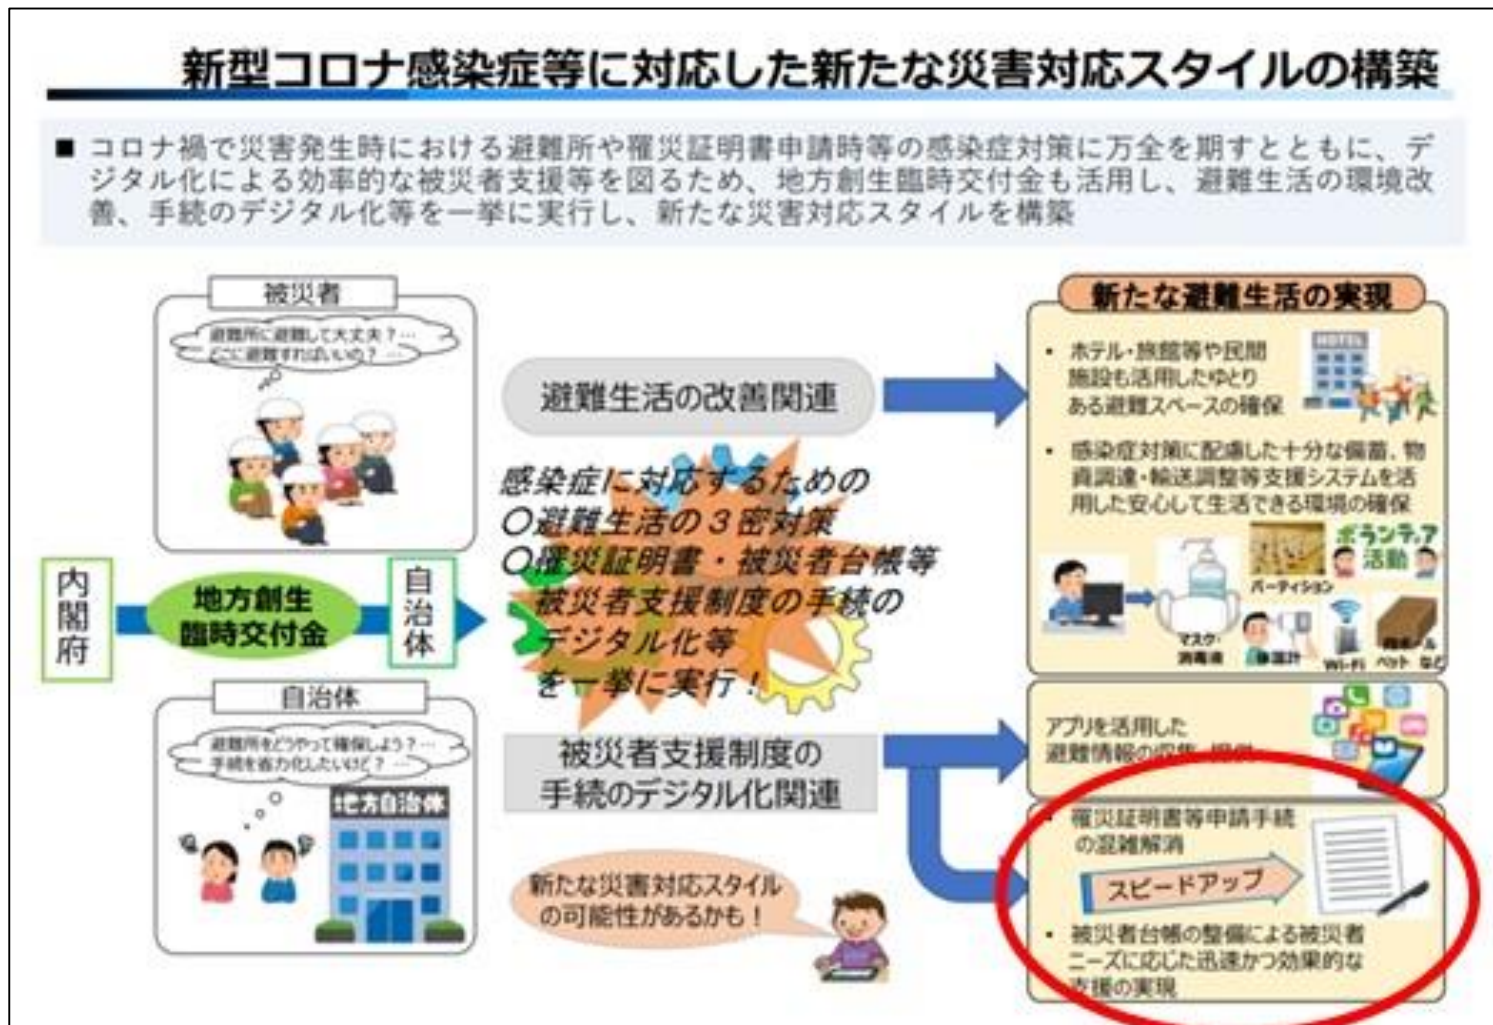 新型コロナ感染症等に対応した新たな災害対応スタイルの構築
■ コロナ禍で災害発生時における避難所や罹災証明書申請時等の感染症対策に万全を期すとともに、デ
ジタル化による効率的な被災者支援等を図るため、地方創生臨時交付金も活用し、避難生活の環境改
善、手続のデジタル化等を一挙に実行し、新たな災害対応スタイルを構築
被災者
避難所に避難して大丈夫？…
どこに避難すればいいの？ …
内閣府
地方創生
臨時交付金
自治体
自治体
避難所をどうやって確保しよう？…
手続を省力化したいけど？ …
地方自治体
避難生活の改善関連
感染症に対応するための
○避難生活の３密対策
○罹災証明書・被災者台帳等
被災者支援制度の手続の
デジタル化等
を一挙に実行！
被災者支援制度の
手続のデジタル化関連
新たな災害対応スタイル
の可能性があるかも！
新たな避難生活の実現
• ホテル・旅館等や民間
施設も活用したゆとり
ある避難スペースの確保
HOTEL
• 感染症対策に配慮した十分な備蓄、物
資調達・輸送調整等支援システムを活
用した安心して生活できる環境の確保
ボランティア
活動
パーティション
マスク・
消毒液
体温計
Wi-Fi
段ボール
ベット など
アプリを活用した
避難情報の収集・提供
• 罹災証明書等申請手続
の混雑解消
スピードアップ
• 被災者台帳の整備による被災者
ニーズに応じた迅速かつ効果的な
支援の実現